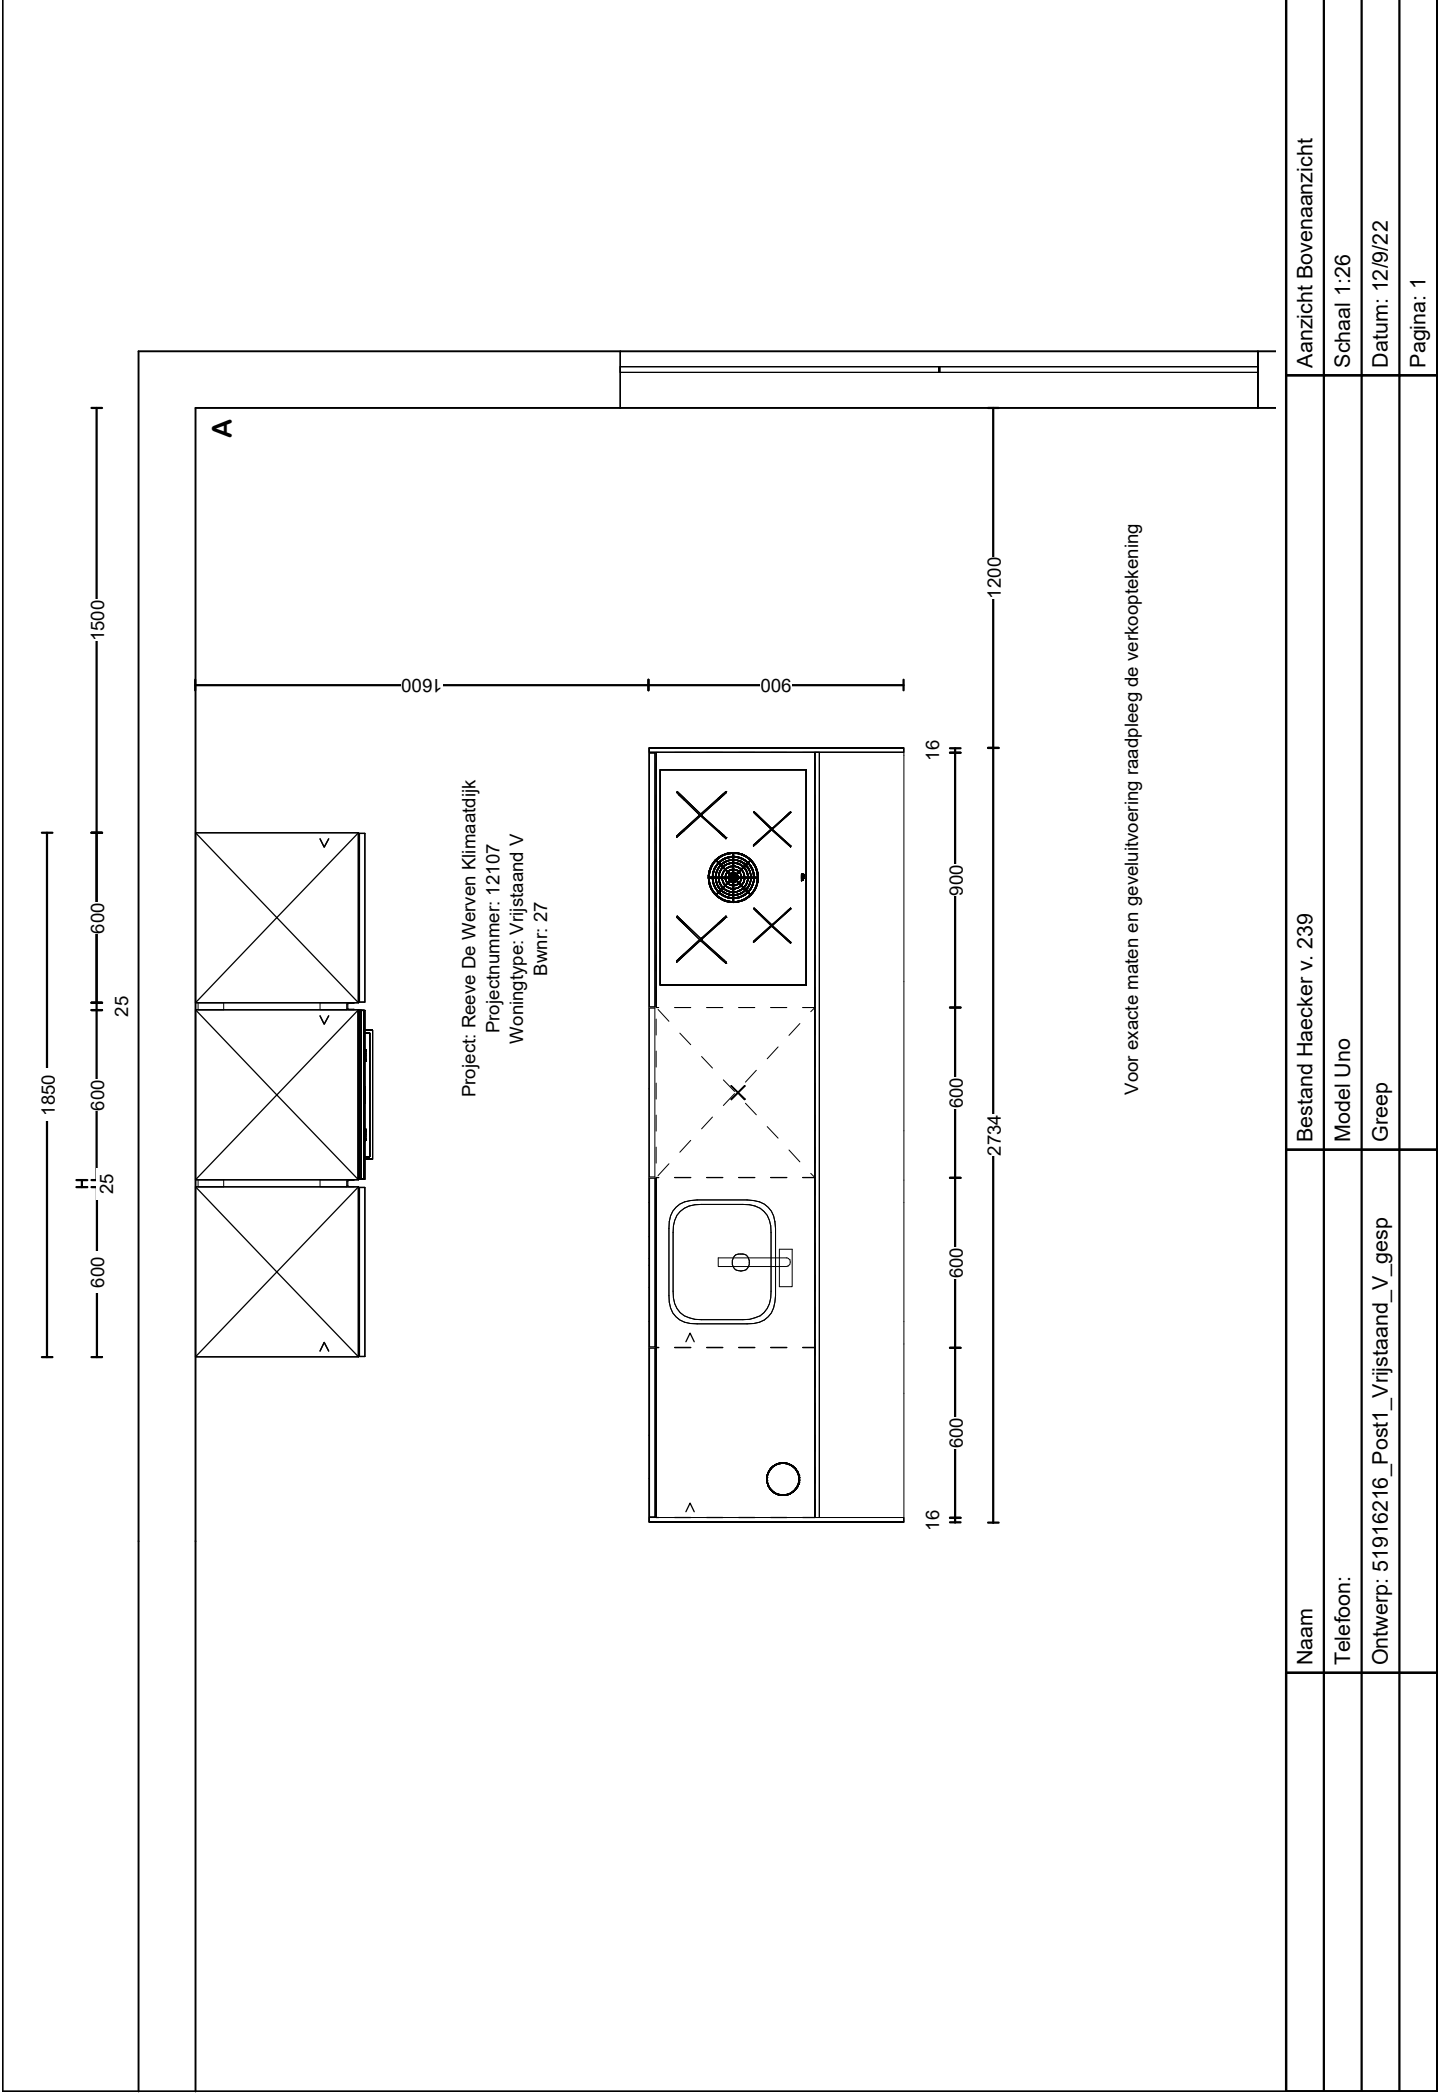 1850
600
25
600
25
600
1500
H
A
1600
900
Project: Reeve De Werven Klimaatdijk
Projectnummer: 12107
Woningtype: Vrijstaand V
Bwnr: 27
16
16
600
600
600
900
2734
1200
Voor exacte maten en geveluitvoering raadpleeg de verkooptekening
Naam
Bestand Haecker v. 239
Aanzicht Bovenaanzicht
Telefoon:
Model Uno
Schaal 1:26
Ontwerp: 51916216_Post1_Vrijstaand_V_gesp
Greep
Datum: 12/9/22
Pagina: 1